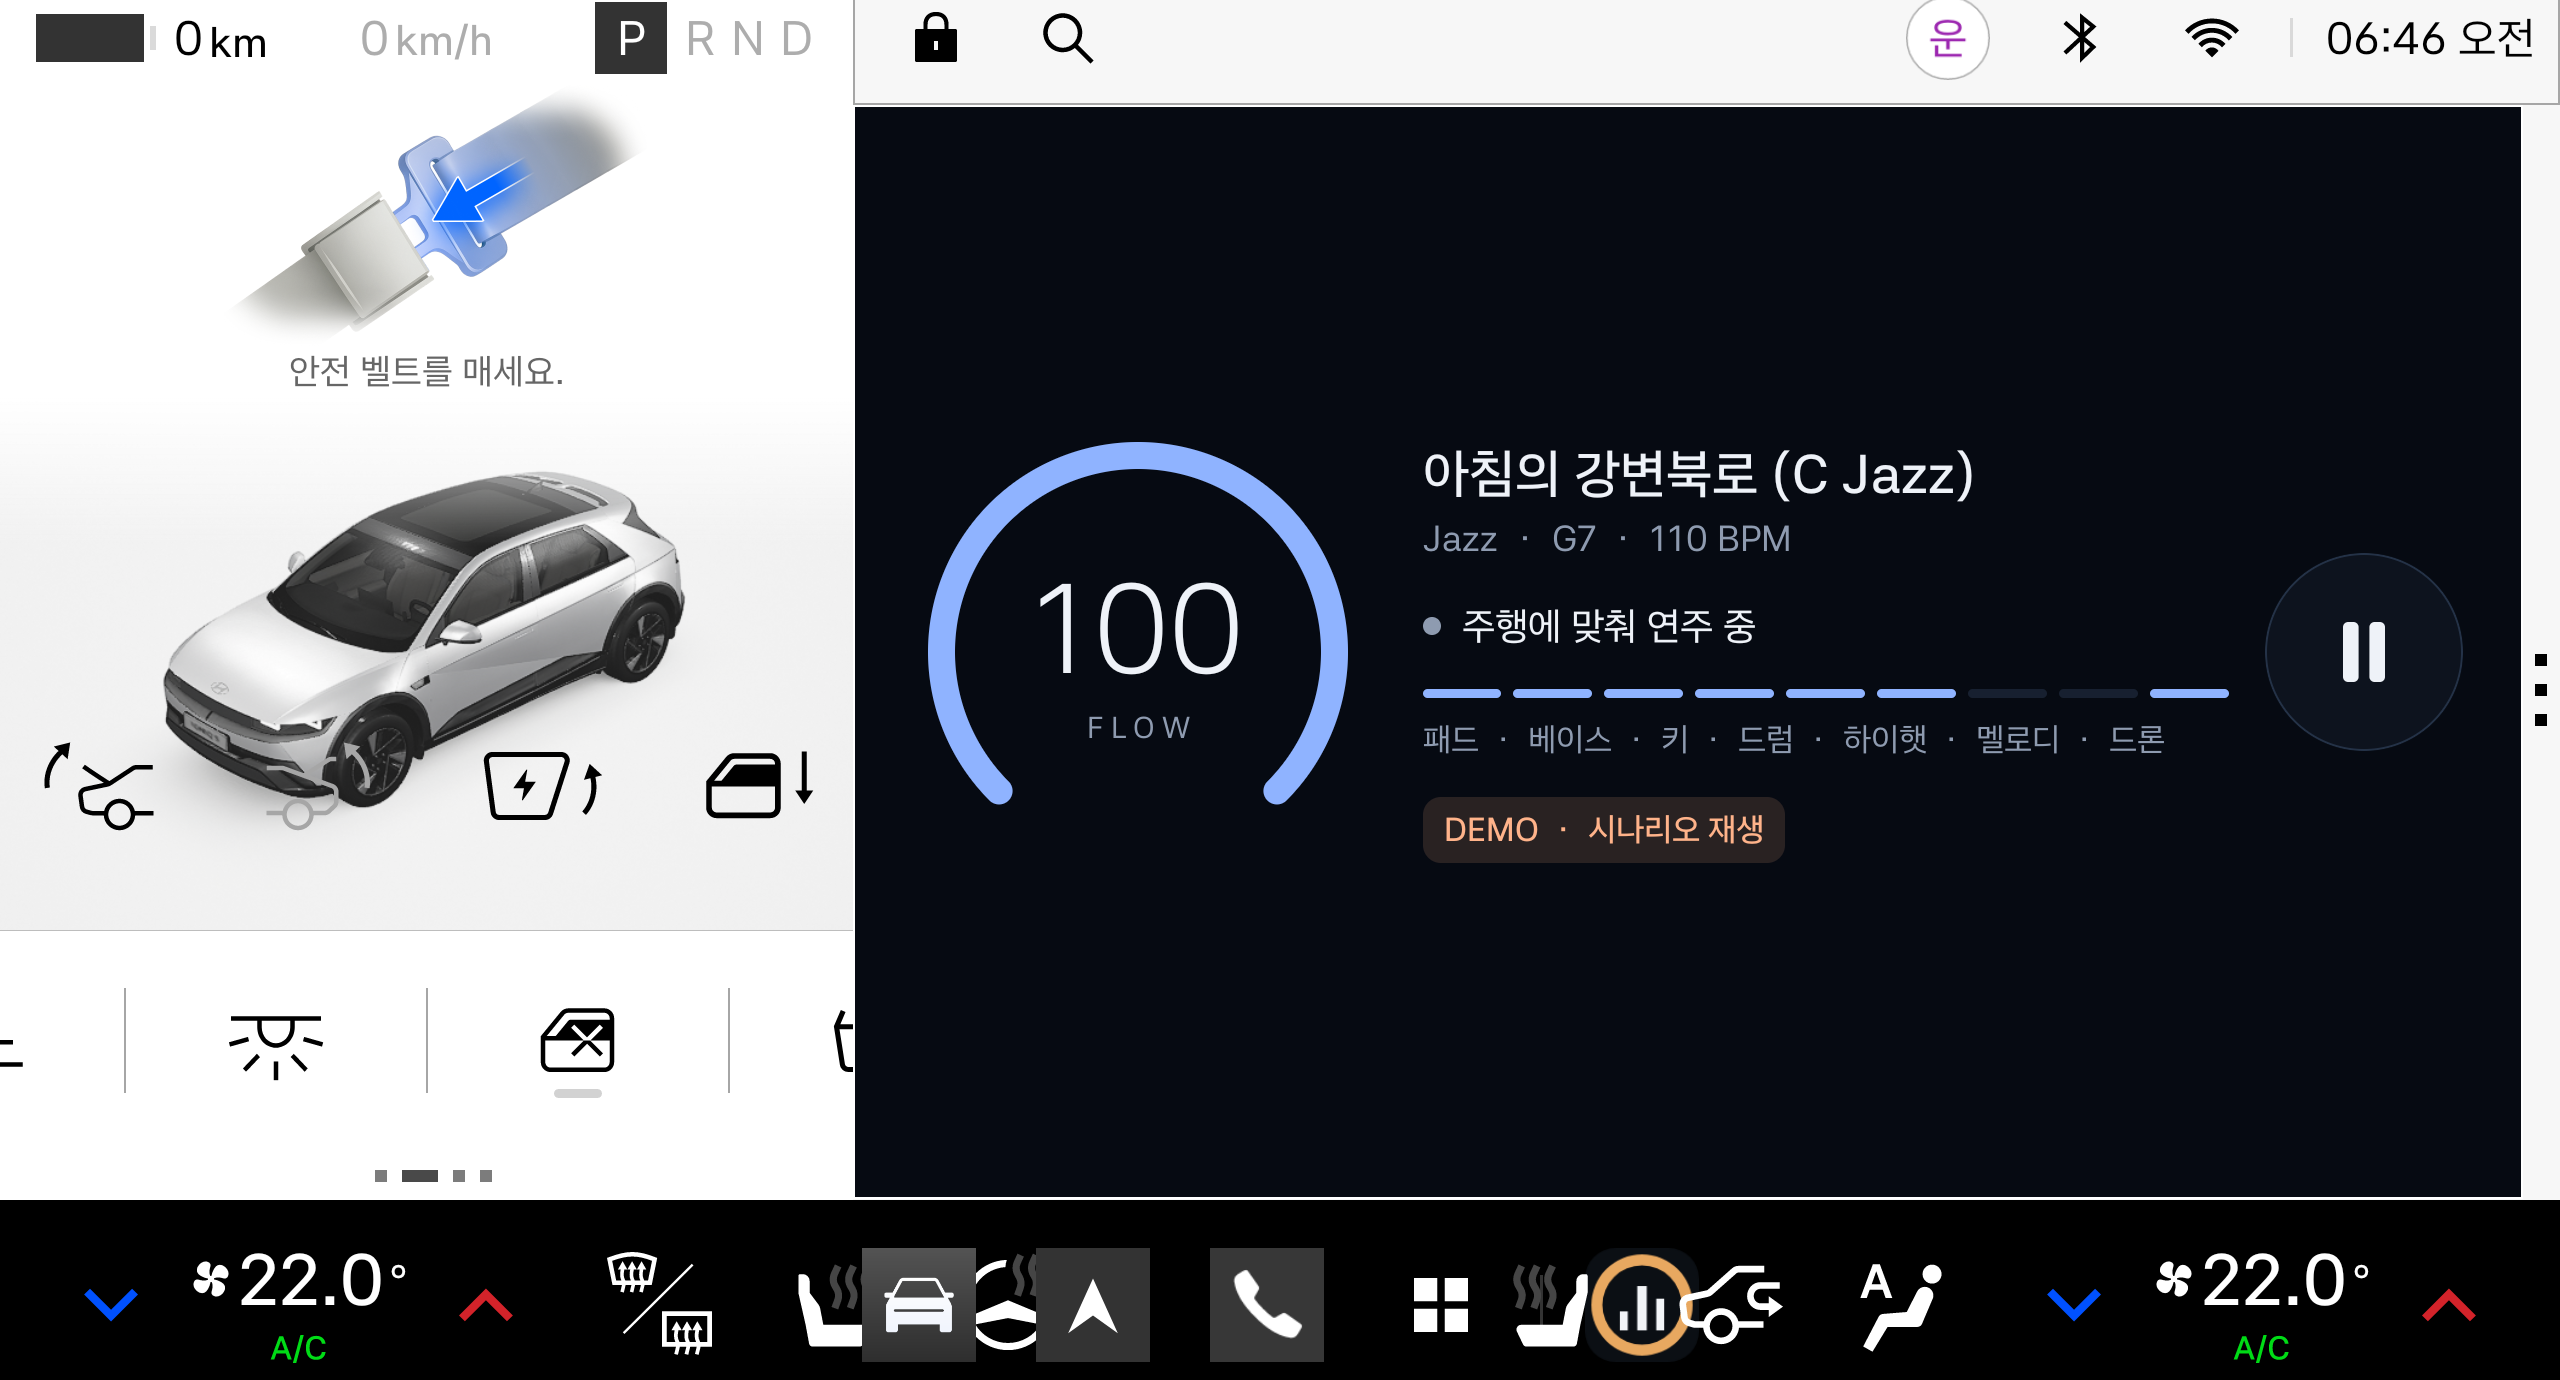 0 km
0 km/h
P R N D
운
06:46 오전
안전 벨트를 매세요.
100
FLOW
아침의 강변북로 (C Jazz)
Jazz · G7 · 110 BPM
주행에 맞춰 연주 중
패드 · 베이스 · 키 · 드럼 · 하이햇 · 멜로디 · 드론
DEMO · 시나리오 재생
22.0°
A/C
A
22.0°
A/C